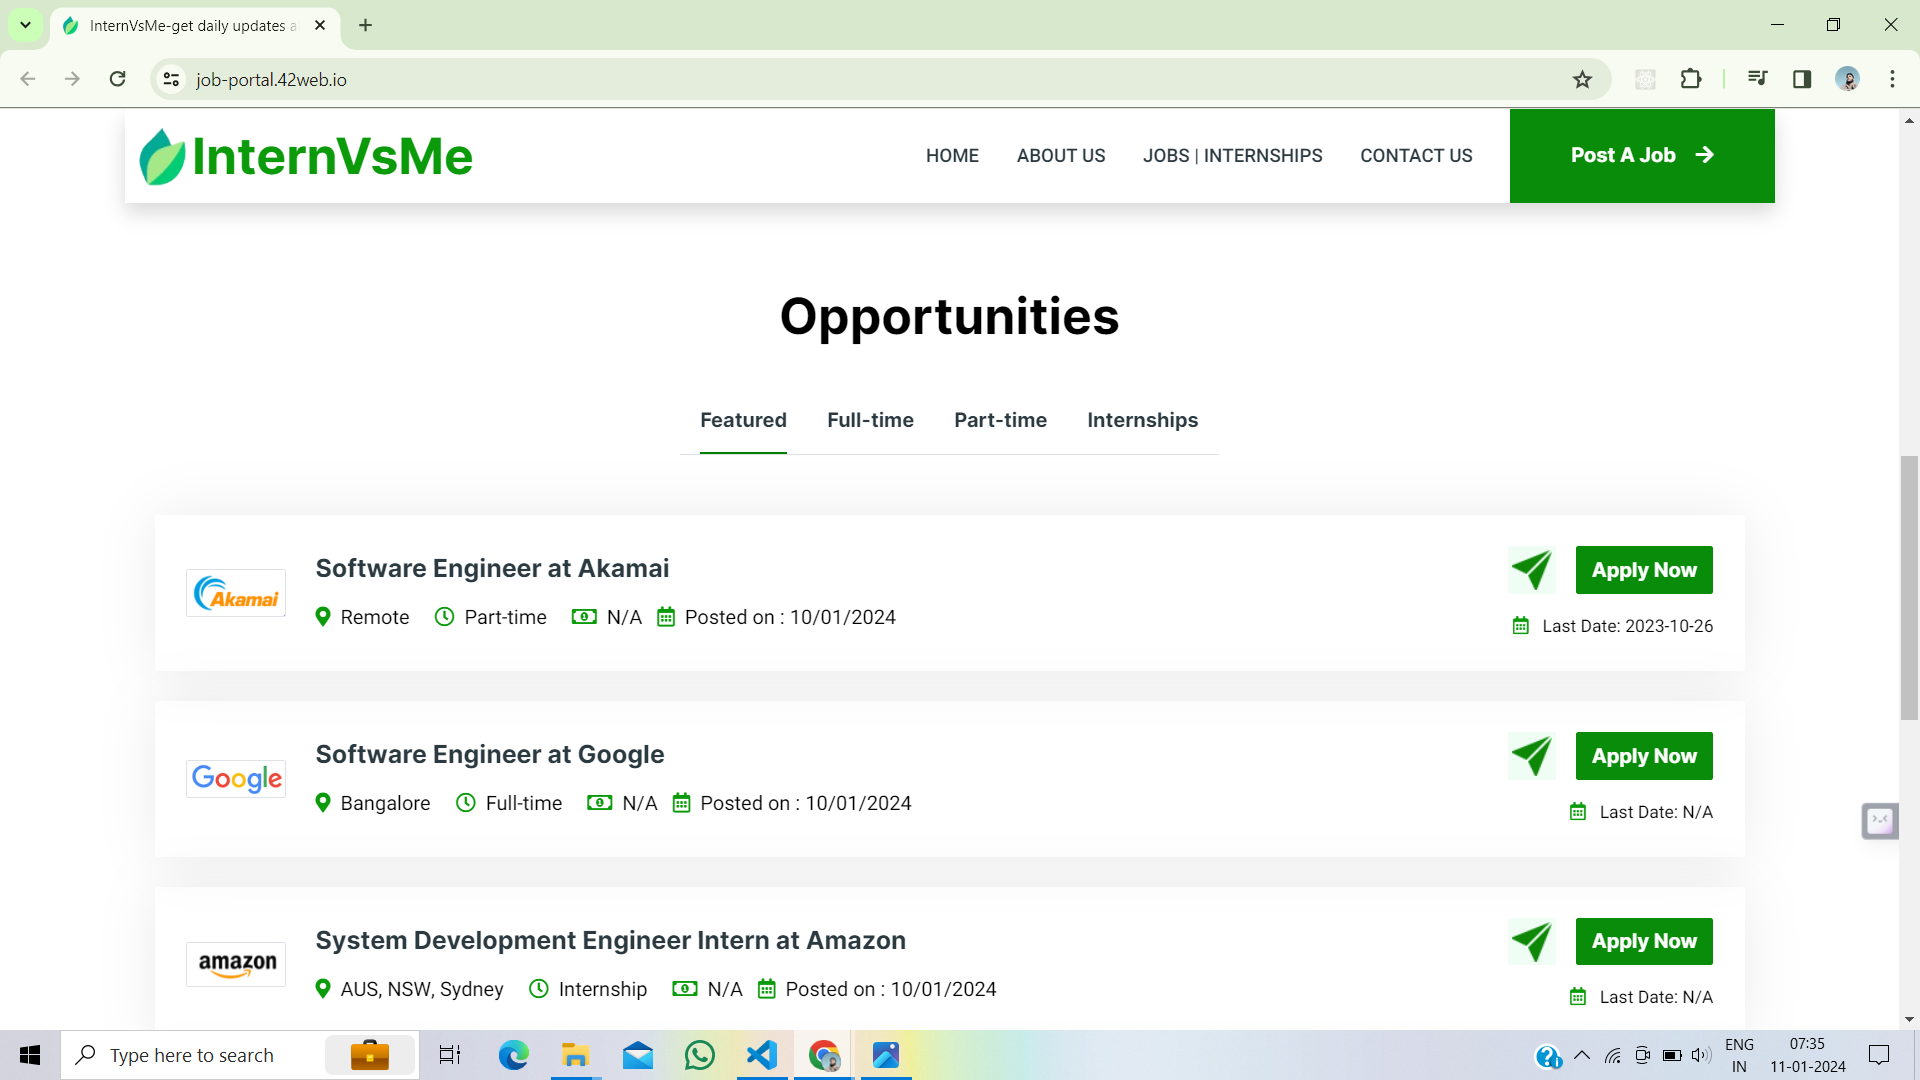 InternVsMe-get daily updates a
job-portal.42web.io
InternVsMe
HOME
ABOUT US
JOBS | INTERNSHIPS
CONTACT US
Post A Job
Opportunities
Featured
Full-time
Part-time
Internships
Akamai
Software Engineer at Akamai
Remote
Part-time
N/A
Posted on : 10/01/2024
Apply Now
Last Date: 2023-10-26
Google
Software Engineer at Google
Bangalore
Full-time
N/A
Posted on : 10/01/2024
Apply Now
Last Date: N/A
amazon
System Development Engineer Intern at Amazon
AUS, NSW, Sydney
Internship
N/A
Posted on : 10/01/2024
Apply Now
Last Date: N/A
Type here to search
ENG
IN
07:35
11-01-2024